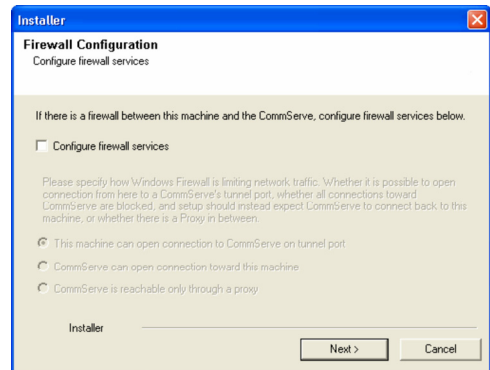 Installer
Firewall Configuration
Configure firewall services
If there is a firewall between this machine and the CommServe, configure firewall services below.
Configure firewall services
Please specify how Windows Firewall is limiting network traffic. Whether it is possible to open
connection from here to a CommServe's tunnel port, whether all connections toward
CommServe are blocked, and setup should instead expect CommServe to connect back to this
machine, or whether there is a Proxy in between.
This machine can open connection to CommServe on tunnel port
CommServe can open connection toward this machine
CommServe is reachable only through a proxy
Installer
Next >
Cancel